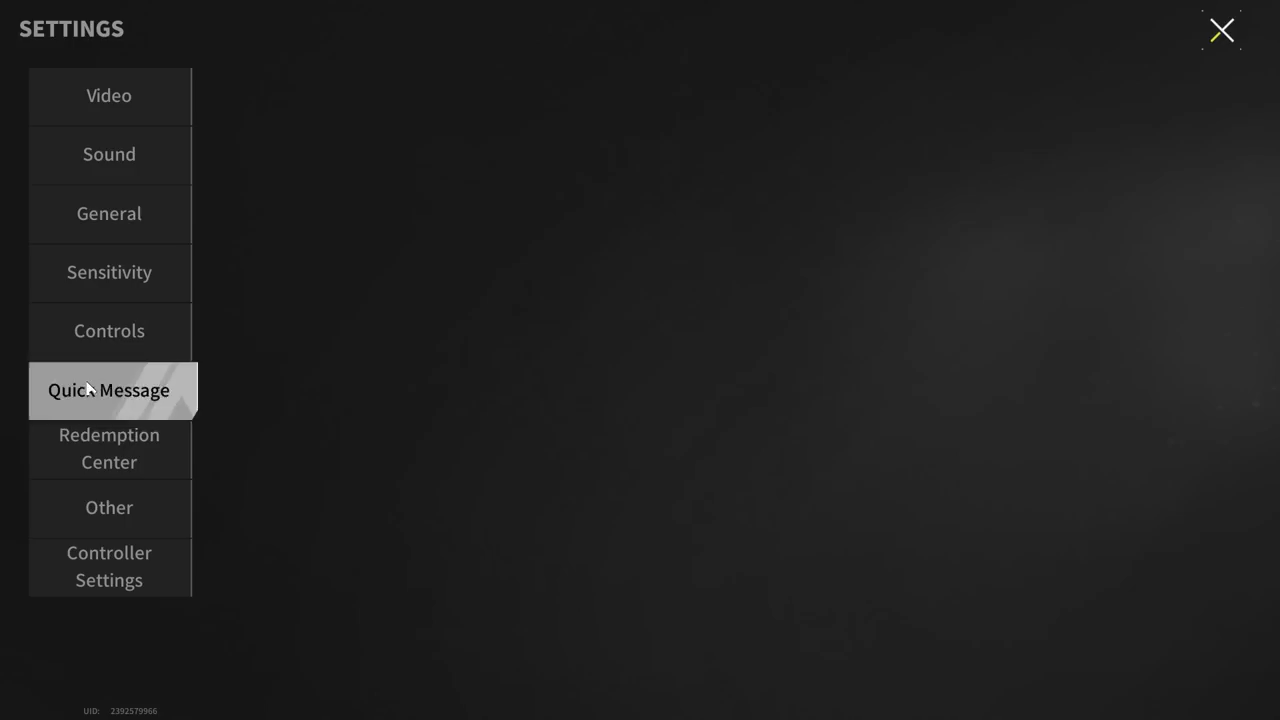 SETTINGS
Video
Sound
General
Sensitivity
Controls
Quick Message
Redemption
Center
Other
Controller
Settings
UID: 2392579966